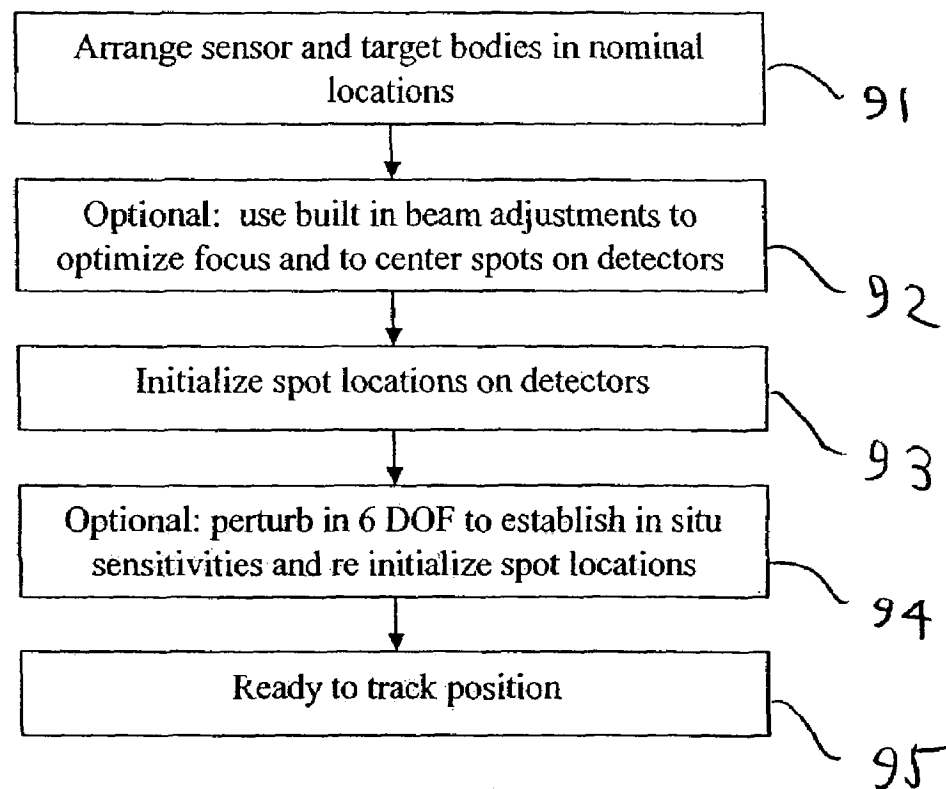 Arrange sensor and target bodies in nominal
locations
91
Optional: use built in beam adjustments to
optimize focus and to center spots on detectors
92
Initialize spot locations on detectors
93
Optional: perturb in 6 DOF to establish in situ
sensitivities and re initialize spot locations
94
Ready to track position
95